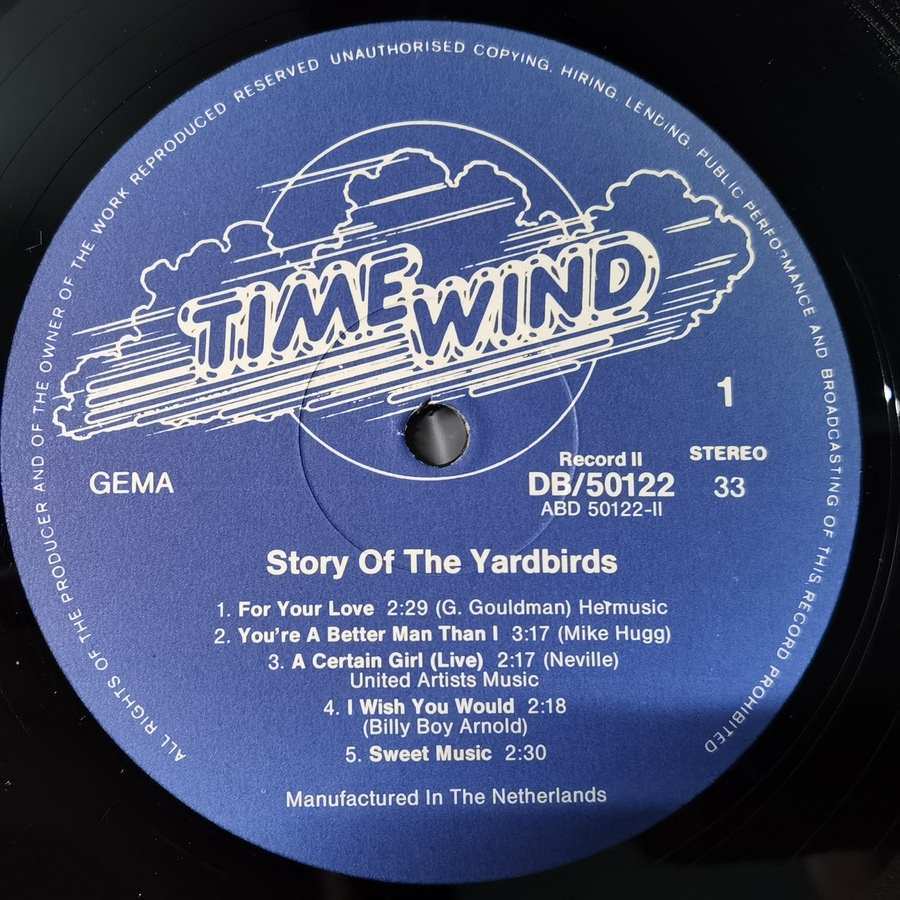 ALL RIGHTS OF THE PRODUCER AND OF THE OWNER OF THE WORK REPRODUCED RESERVED UNAUTHORISED COPYING, HIRING, LENDING, PUBLIC PERFORMANCE AND BROADCASTING OF THIS RECORD PROHIBITED
TIME WIND
1
GEMA
Record II
STEREO
DB/50122
33
ABD 50122-II
Story Of The Yardbirds
1. For Your Love 2:29 (G. Gouldman) Hermusic
2. You're A Better Man Than I 3:17 (Mike Hugg)
3. A Certain Girl (Live) 2:17 (Neville)
United Artists Music
4. I Wish You Would 2:18
(Billy Boy Arnold)
5. Sweet Music 2:30
Manufactured In The Netherlands